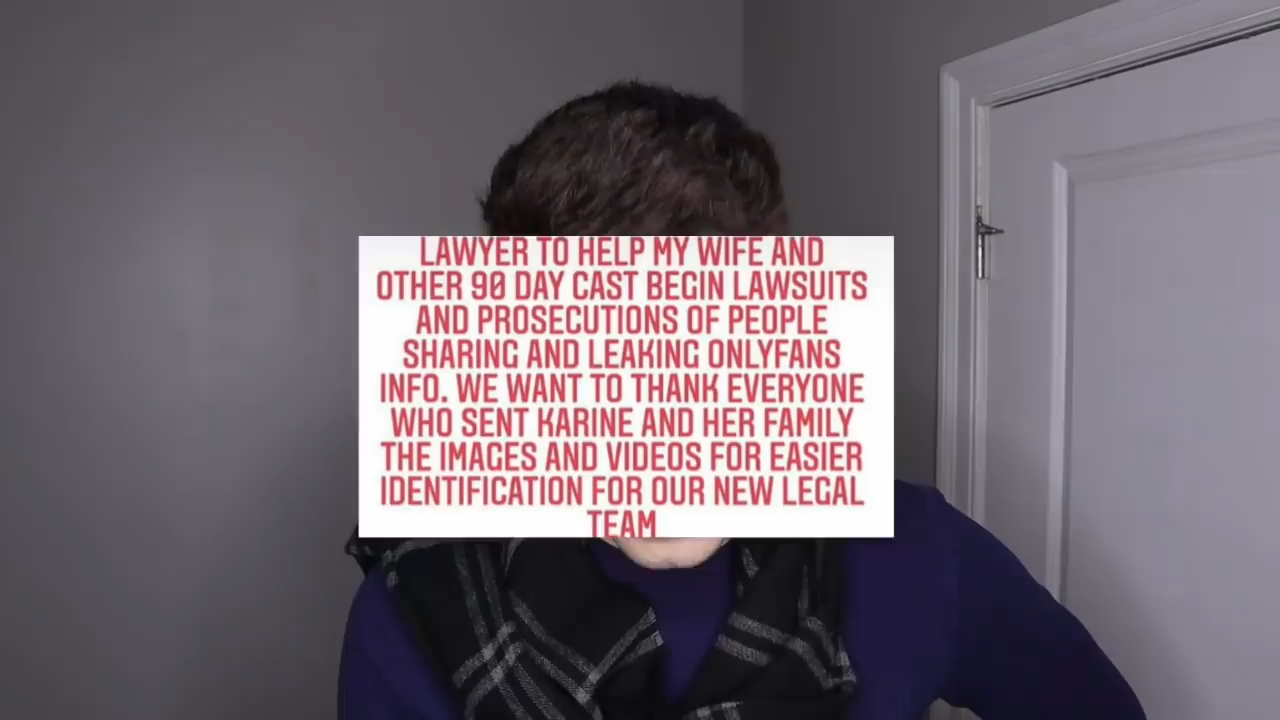 LAWYER TO HELP MY WIFE AND
OTHER 90 DAY CAST BEGIN LAWSUITS
AND PROSECUTIONS OF PEOPLE
SHARING AND LEAKING ONLYFANS
INFO. WE WANT TO THANK EVERYONE
WHO SENT KARINE AND HER FAMILY
THE IMAGES AND VIDEOS FOR EASIER
IDENTIFICATION FOR OUR NEW LEGAL
TEAM